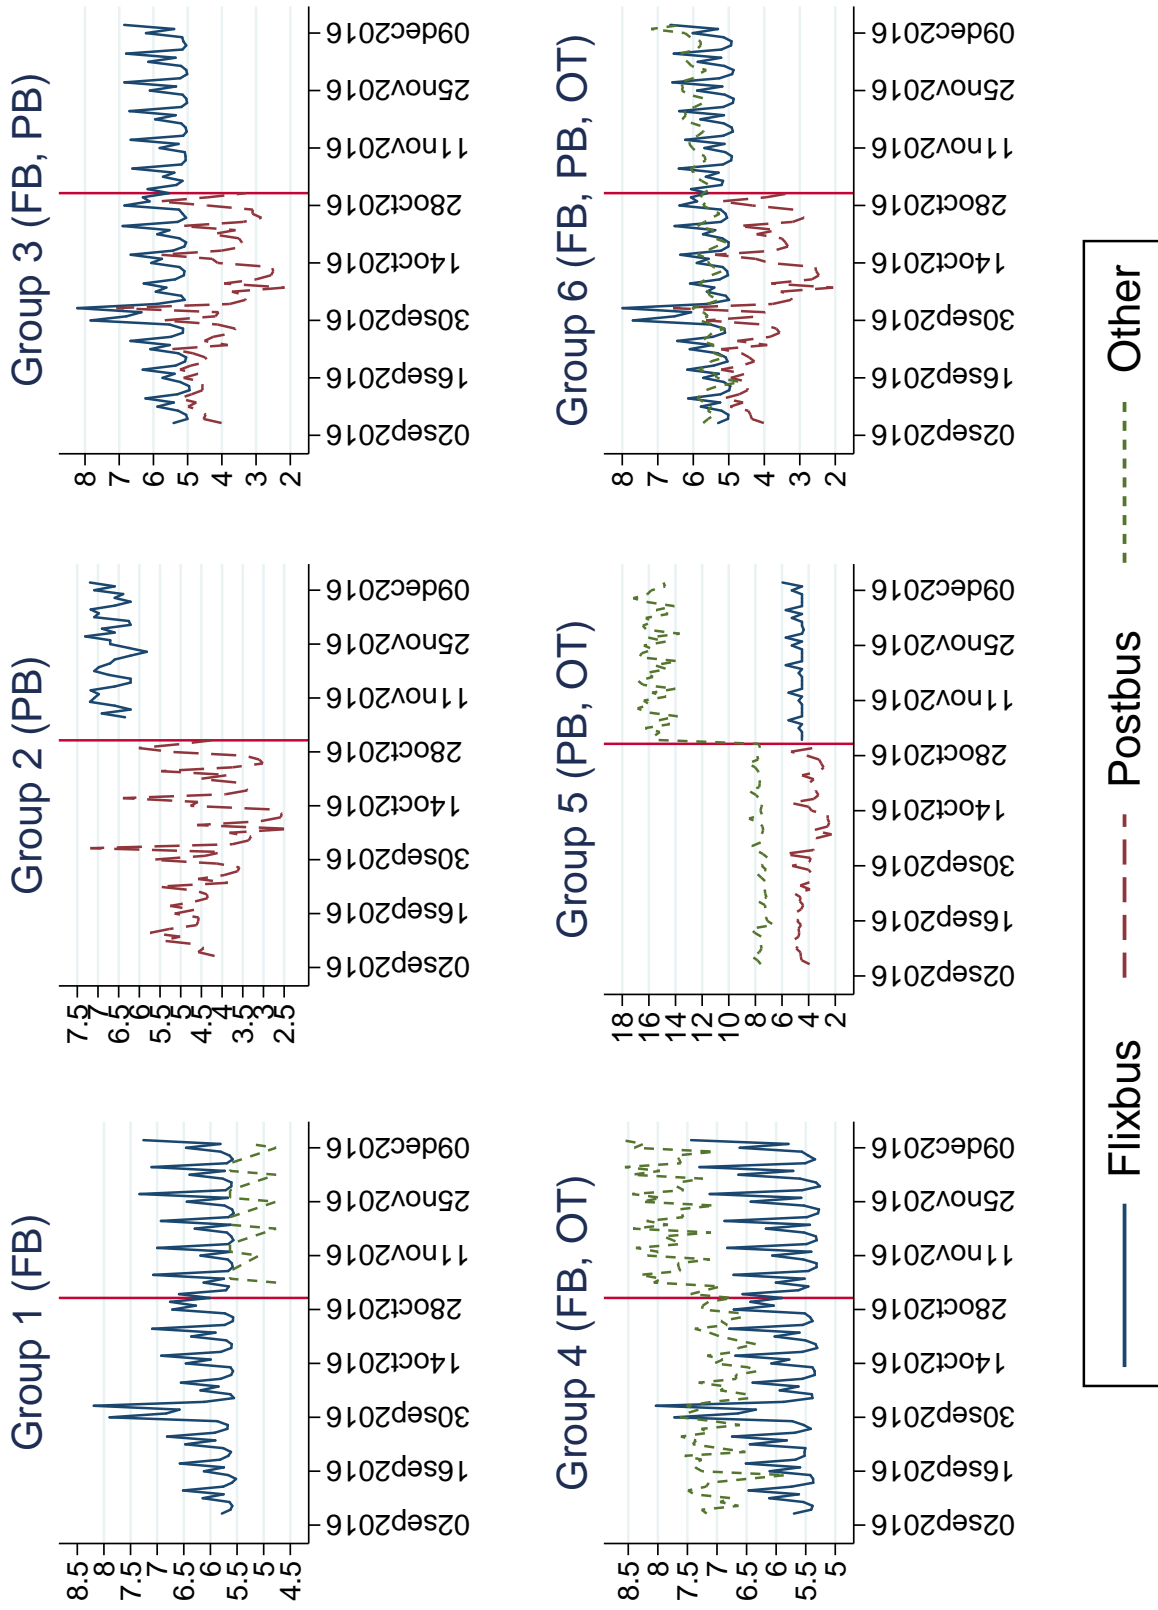 Group 1 (FB)
8.5
8
7.5
7
6.5
6
5.5
5
4.5
02sep2016
16sep2016
30sep2016
14oct2016
28oct2016
11nov2016
25nov2016
09dec2016
Group 2 (PB)
7.5
7
6.5
6
5.5
5
4.5
4
3.5
3
2.5
02sep2016
16sep2016
30sep2016
14oct2016
28oct2016
11nov2016
25nov2016
09dec2016
Group 3 (FB, PB)
8
7
6
5
4
3
2
02sep2016
16sep2016
30sep2016
14oct2016
28oct2016
11nov2016
25nov2016
09dec2016
Group 4 (FB, OT)
8.5
8
7.5
7
6.5
6
5.5
5
02sep2016
16sep2016
30sep2016
14oct2016
28oct2016
11nov2016
25nov2016
09dec2016
Group 5 (PB, OT)
18
16
14
12
10
8
6
4
2
02sep2016
16sep2016
30sep2016
14oct2016
28oct2016
11nov2016
25nov2016
09dec2016
Group 6 (FB, PB, OT)
8
7
6
5
4
3
2
02sep2016
16sep2016
30sep2016
14oct2016
28oct2016
11nov2016
25nov2016
09dec2016
Flixbus Postbus Other